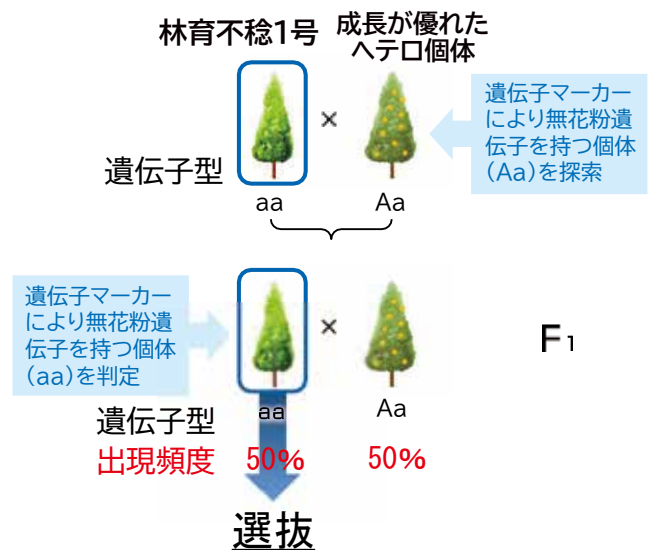 林育不稔1号
成長が優れた
ヘテロ個体
×
遺伝子マーカー
により無花粉遺
伝子を持つ個体
(Aa)を探索
遺伝子型
aa
Aa
遺伝子マーカー
により無花粉遺
伝子を持つ個体
(aa)を判定
×
F1
遺伝子型
aa
Aa
出現頻度 50% 50%
選抜